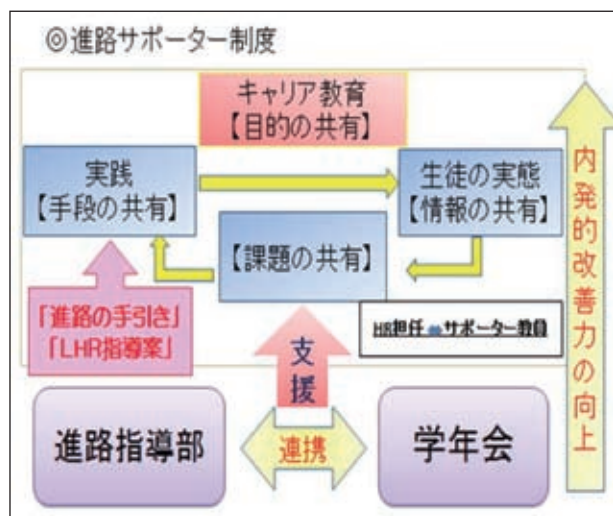 ◎進路サポーター制度
キャリア教育
【目的の共有】
実践
【手段の共有】
生徒の実態
【情報の共有】
【課題の共有】
「進路の手引き」
「LHR指導案」
HR担任 ⇔サポーター教員
支援
進路指導部
連携
学年会
内発的改善力の向上